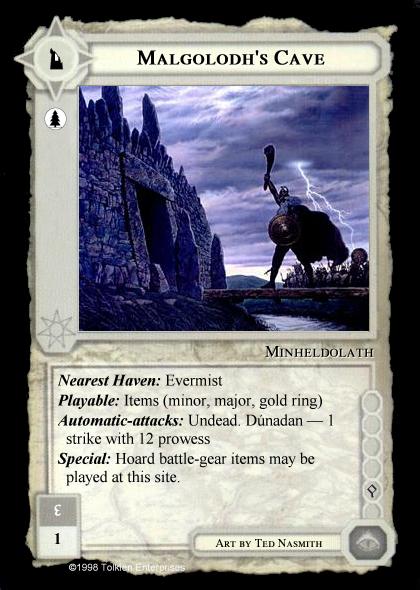 MALGOLODH'S CAVE
MINHELDOLATH
Nearest Haven: Evermist
Playable: Items (minor, major, gold ring)
Automatic-attacks: Undead. Dúnadan — 1
strike with 12 prowess
Special: Hoard battle-gear items may be
played at this site.
ε
1
ART BY TED NASMITH
©1998 Tolkien Enterprises